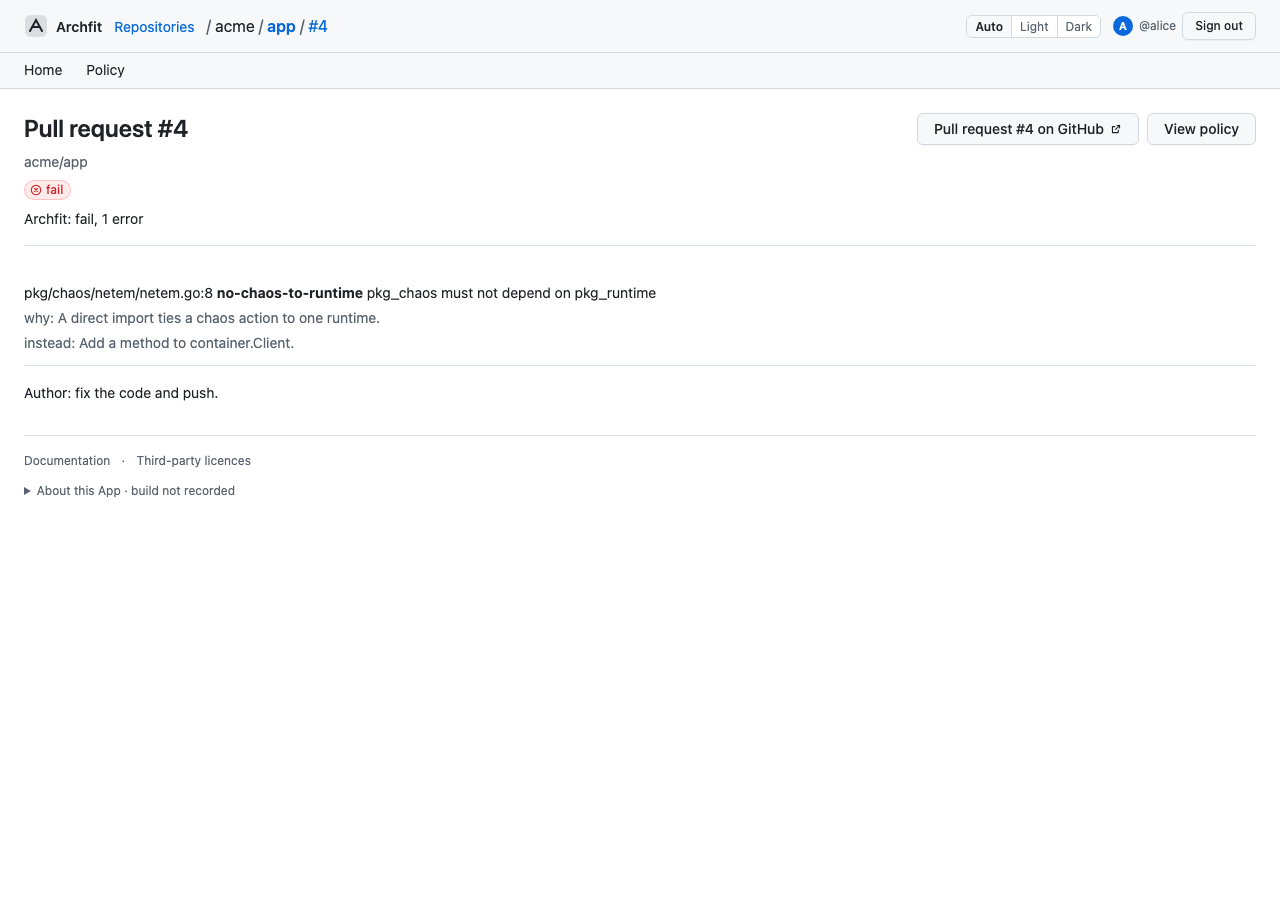 Archfit Repositories / acme / app / #4
Auto Light Dark A @alice Sign out
Home Policy
Pull request #4
Pull request #4 on GitHub View policy
acme/app
fail
Archfit: fail, 1 error
pkg/chaos/netem/netem.go:8 no-chaos-to-runtime pkg_chaos must not depend on pkg_runtime
why: A direct import ties a chaos action to one runtime.
instead: Add a method to container.Client.
Author: fix the code and push.
Documentation · Third-party licences
About this App · build not recorded